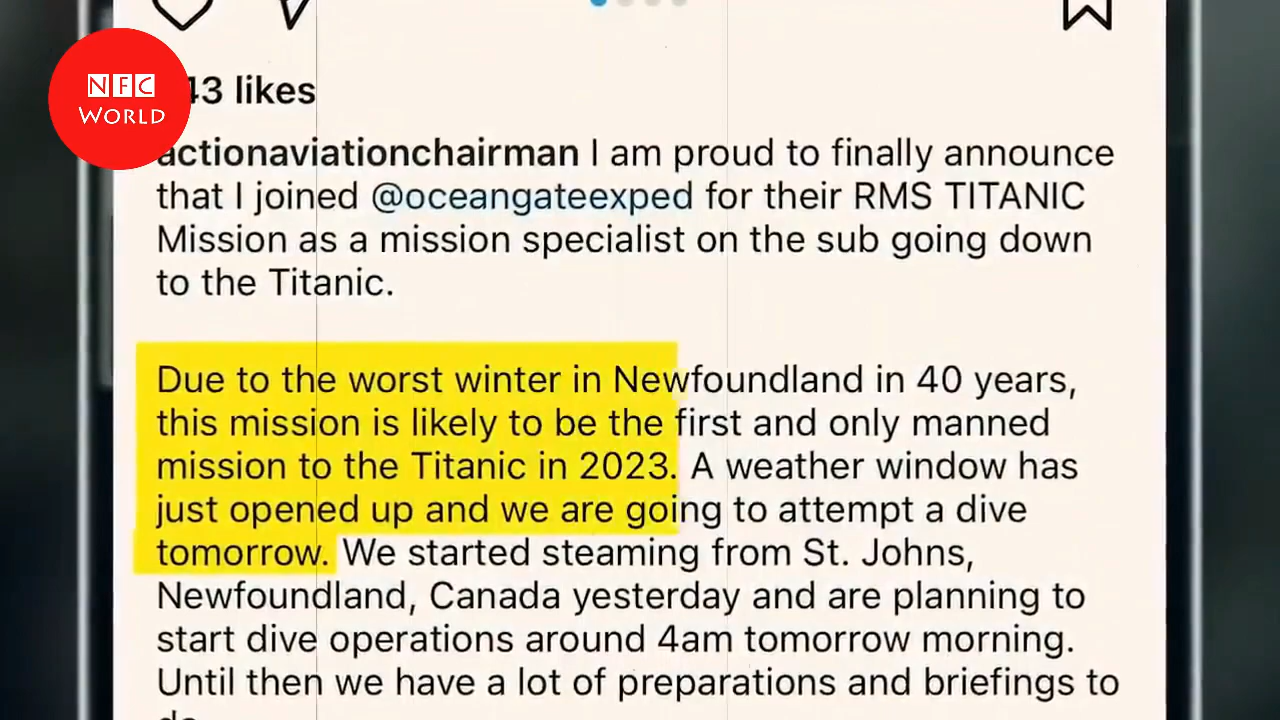 NFC
WORLD
43 likes
actionaviationchairman I am proud to finally announce
that I joined @oceangateexped for their RMS TITANIC
Mission as a mission specialist on the sub going down
to the Titanic.
Due to the worst winter in Newfoundland in 40 years,
this mission is likely to be the first and only manned
mission to the Titanic in 2023. A weather window has
just opened up and we are going to attempt a dive
tomorrow. We started steaming from St. Johns,
Newfoundland, Canada yesterday and are planning to
start dive operations around 4am tomorrow morning.
Until then we have a lot of preparations and briefings to